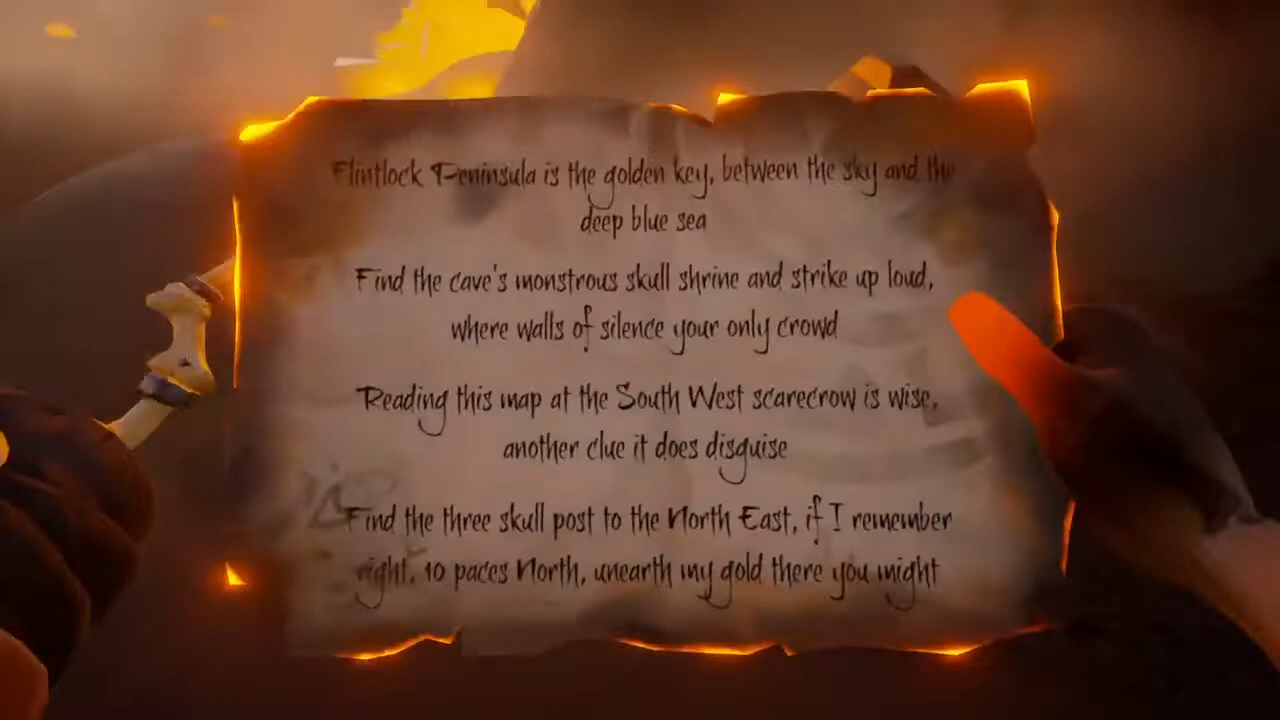 Flintlock Peninsula is the golden key, between the sky and the
deep blue sea
Find the cave's monstrous skull shrine and strike up loud,
where walls of silence your only crowd
Reading this map at the South West scarecrow is wise,
another clue it does disguise
Find the three skull post to the North East, if I remember
right, 10 paces North, unearth my gold there you might